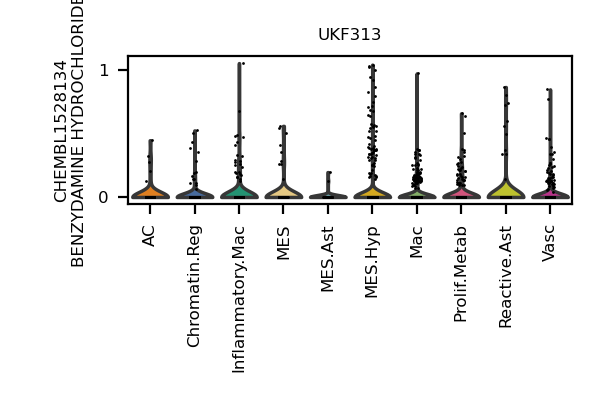 UKF313
CHEMBL1528134
BENZYDAMINE HYDROCHLORIDE
1
0
AC
Chromatin.Reg
Inflammatory.Mac
MES
MES.Ast
MES.Hyp
Mac
Prolif.Metab
Reactive.Ast
Vasc